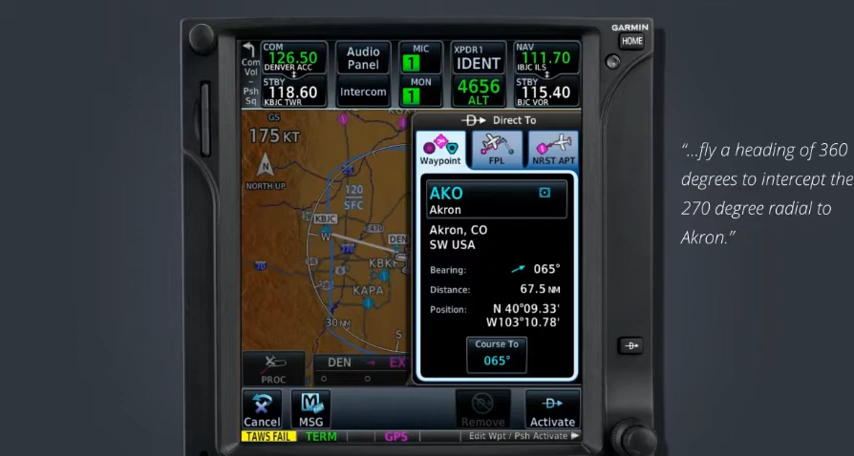 GARMIN
HOME
Com
Vol
-
Psh
Sq
COM
126.50
DENVER ACC
STBY
118.60
KBJC TWR
Audio
Panel
Intercom
MIC
1
MON
1
XPDR1
IDENT
4656
ALT
NAV
111.70
IBJC ILS
STBY
115.40
BJC VOR
GS
175 KT
N
NORTH UP
120
SFC
KBJC
W
DEN
470
70
270
6
KBK
KAPA
30 NM
S
PROC
DEN → EX
Direct To
Waypoint
FPL
NRST APT
AKO
Akron
Akron, CO
SW USA
Bearing: 065°
Distance: 67.5 NM
Position: N 40°09.33'
W103°10.78'
Course To
065°
Cancel
MSG
Remove
Activate
TAWS FAIL
TERM
GPS
Edit Wpt / Psh Activate
“...fly a heading of 360
degrees to intercept the
270 degree radial to
Akron.”